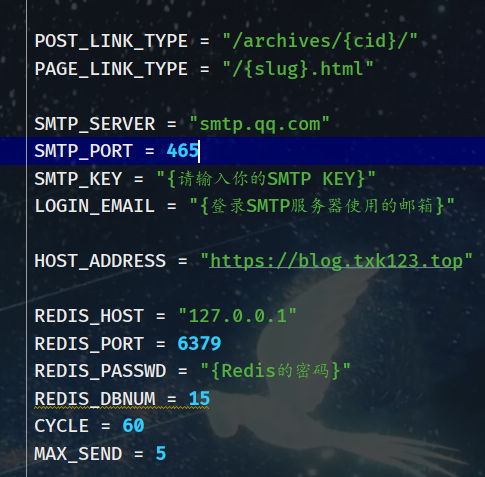 POST_LINK_TYPE = "/archives/{cid}/"
PAGE_LINK_TYPE = "/{slug}.html"
SMTP_SERVER = "smtp.qq.com"
SMTP_PORT = 465
SMTP_KEY = "{请输入你的SMTP KEY}"
LOGIN_EMAIL = "{登录SMTP服务器使用的邮箱}"
HOST_ADDRESS = "https://blog.txk123.top"
REDIS_HOST = "127.0.0.1"
REDIS_PORT = 6379
REDIS_PASSWD = "{Redis的密码}"
REDIS_DBNUM = 15
CYCLE = 60
MAX_SEND = 5